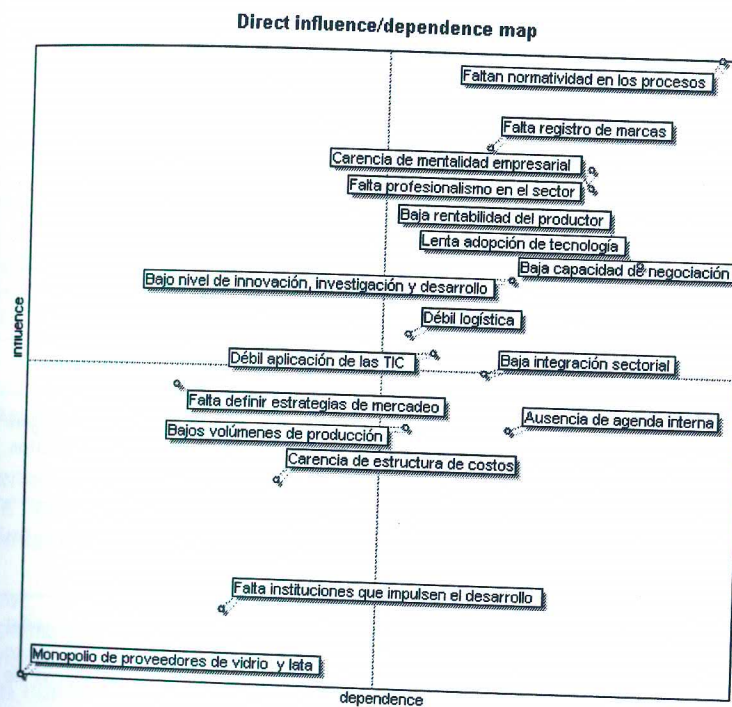 Direct influence/dependence map
Faltan normatividad en los procesos
Falta registro de marcas
Carencia de mentalidad empresarial
Falta profesionalismo en el sector
Baja rentabilidad del productor
Lenta adopción de tecnología
Baja capacidad de negociación
Bajo nivel de innovación, investigación y desarrollo
Débil logística
influence
Débil aplicación de las TIC
Baja integración sectorial
Falta definir estrategias de mercadeo
Ausencia de agenda interna
Bajos volúmenes de producción
Carencia de estructura de costos
Falta instituciones que impulsen el desarrollo
Monopolio de proveedores de vidrio y lata
dependence